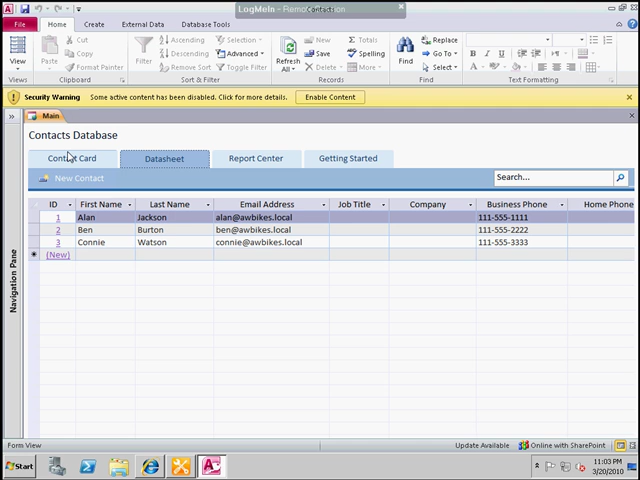 LogMeIn - Remote Session
Contacts
File Home Create External Data Database Tools
View
Paste
Cut
Copy
Format Painter
Filter
Ascending
Descending
Remove Sort
Selection
Advanced
Toggle Filter
Refresh All
New
Save
Delete
Totals
Spelling
More
Find
Replace
Go To
Select
B I U
Views Clipboard Sort & Filter Records Find Text Formatting
Security Warning Some active content has been disabled. Click for more details. Enable Content
Main
Contacts Database
Contact Card Datasheet Report Center Getting Started
New Contact Search...
ID First Name Last Name Email Address Job Title Company Business Phone Home Phone
1 Alan Jackson alan@awbikes.local 111-555-1111
2 Ben Burton ben@awbikes.local 111-555-2222
3 Connie Watson connie@awbikes.local 111-555-3333
(New)
Navigation Pane
Form View Update Available Online with SharePoint
Start 11:03 PM
3/20/2010